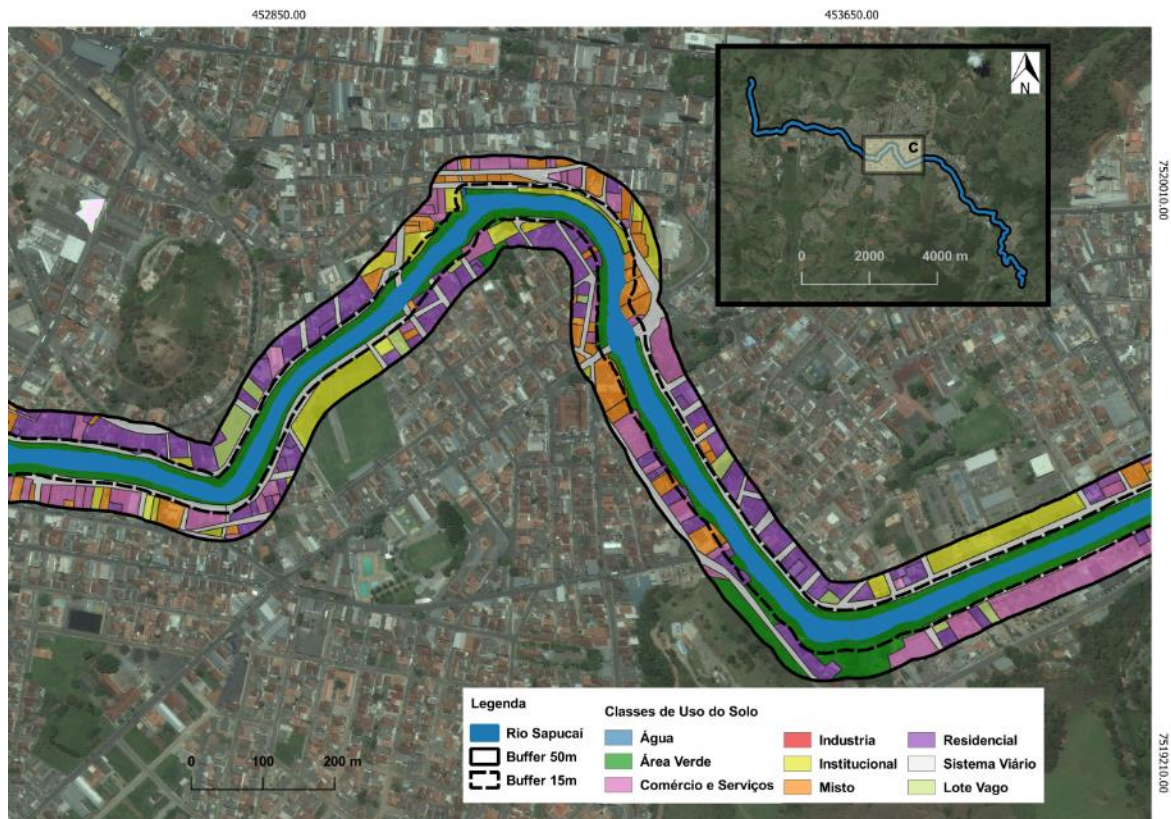 452850.00
453650.00
N
C
0 2000 4000 m
7520010.00
Legenda
Rio Sapucaí
Buffer 50m
Buffer 15m
Classes de Uso do Solo
Água
Área Verde
Comércio e Serviços
Industria
Institucional
Misto
Residencial
Sistema Viário
Lote Vago
0 100 200 m
7519210.00